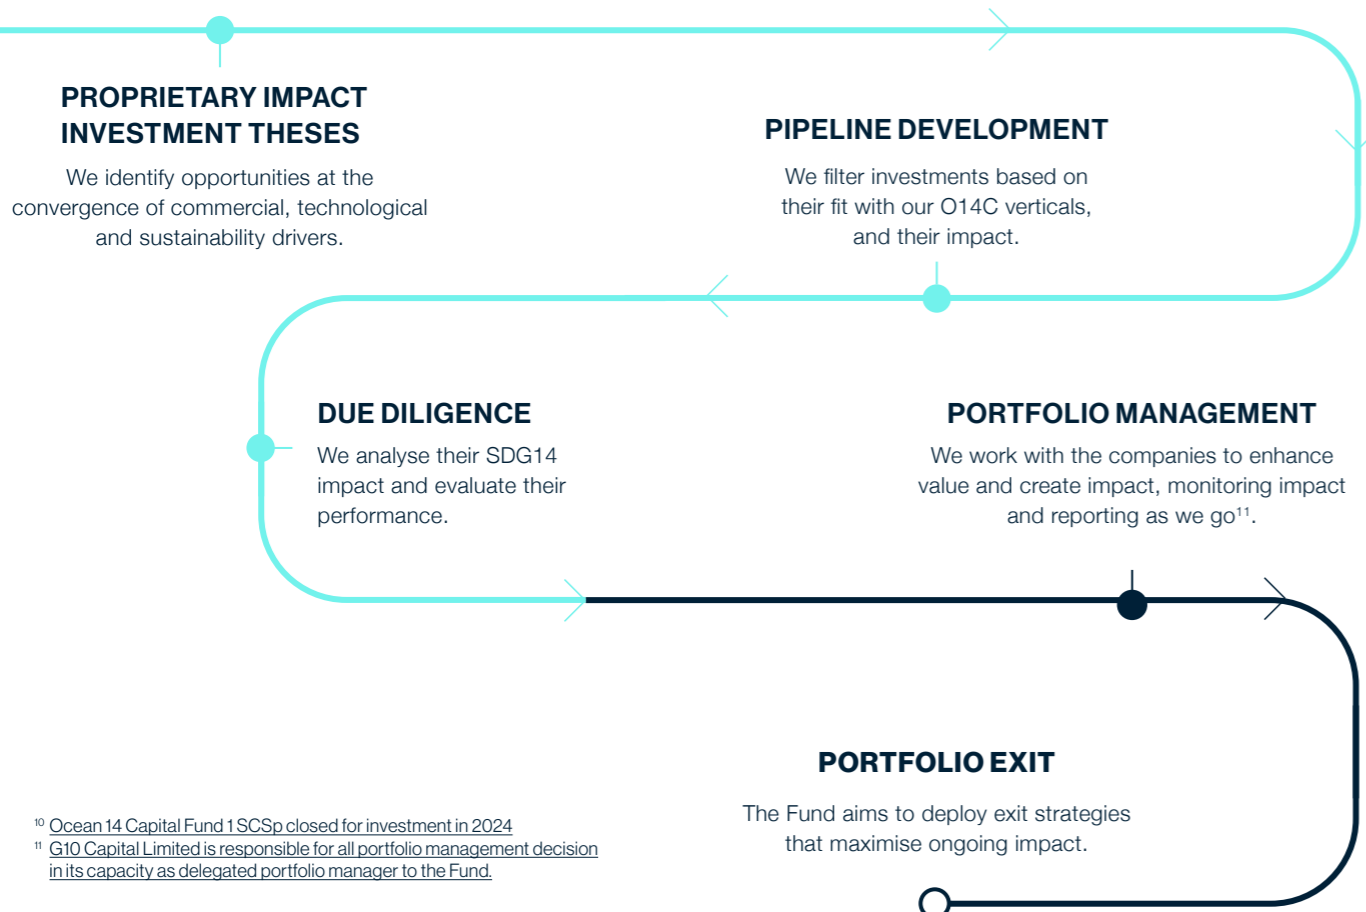 PROPRIETARY IMPACT
INVESTMENT THESES
We identify opportunities at the
convergence of commercial, technological
and sustainability drivers.
PIPELINE DEVELOPMENT
We filter investments based on
their fit with our O14C verticals,
and their impact.
DUE DILIGENCE
We analyse their SDG14
impact and evaluate their
performance.
PORTFOLIO MANAGEMENT
We work with the companies to enhance
value and create impact, monitoring impact
and reporting as we go¹¹.
PORTFOLIO EXIT
The Fund aims to deploy exit strategies
that maximise ongoing impact.
¹⁰ Ocean 14 Capital Fund 1 SCSp closed for investment in 2024
¹¹ G10 Capital Limited is responsible for all portfolio management decision
in its capacity as delegated portfolio manager to the Fund.